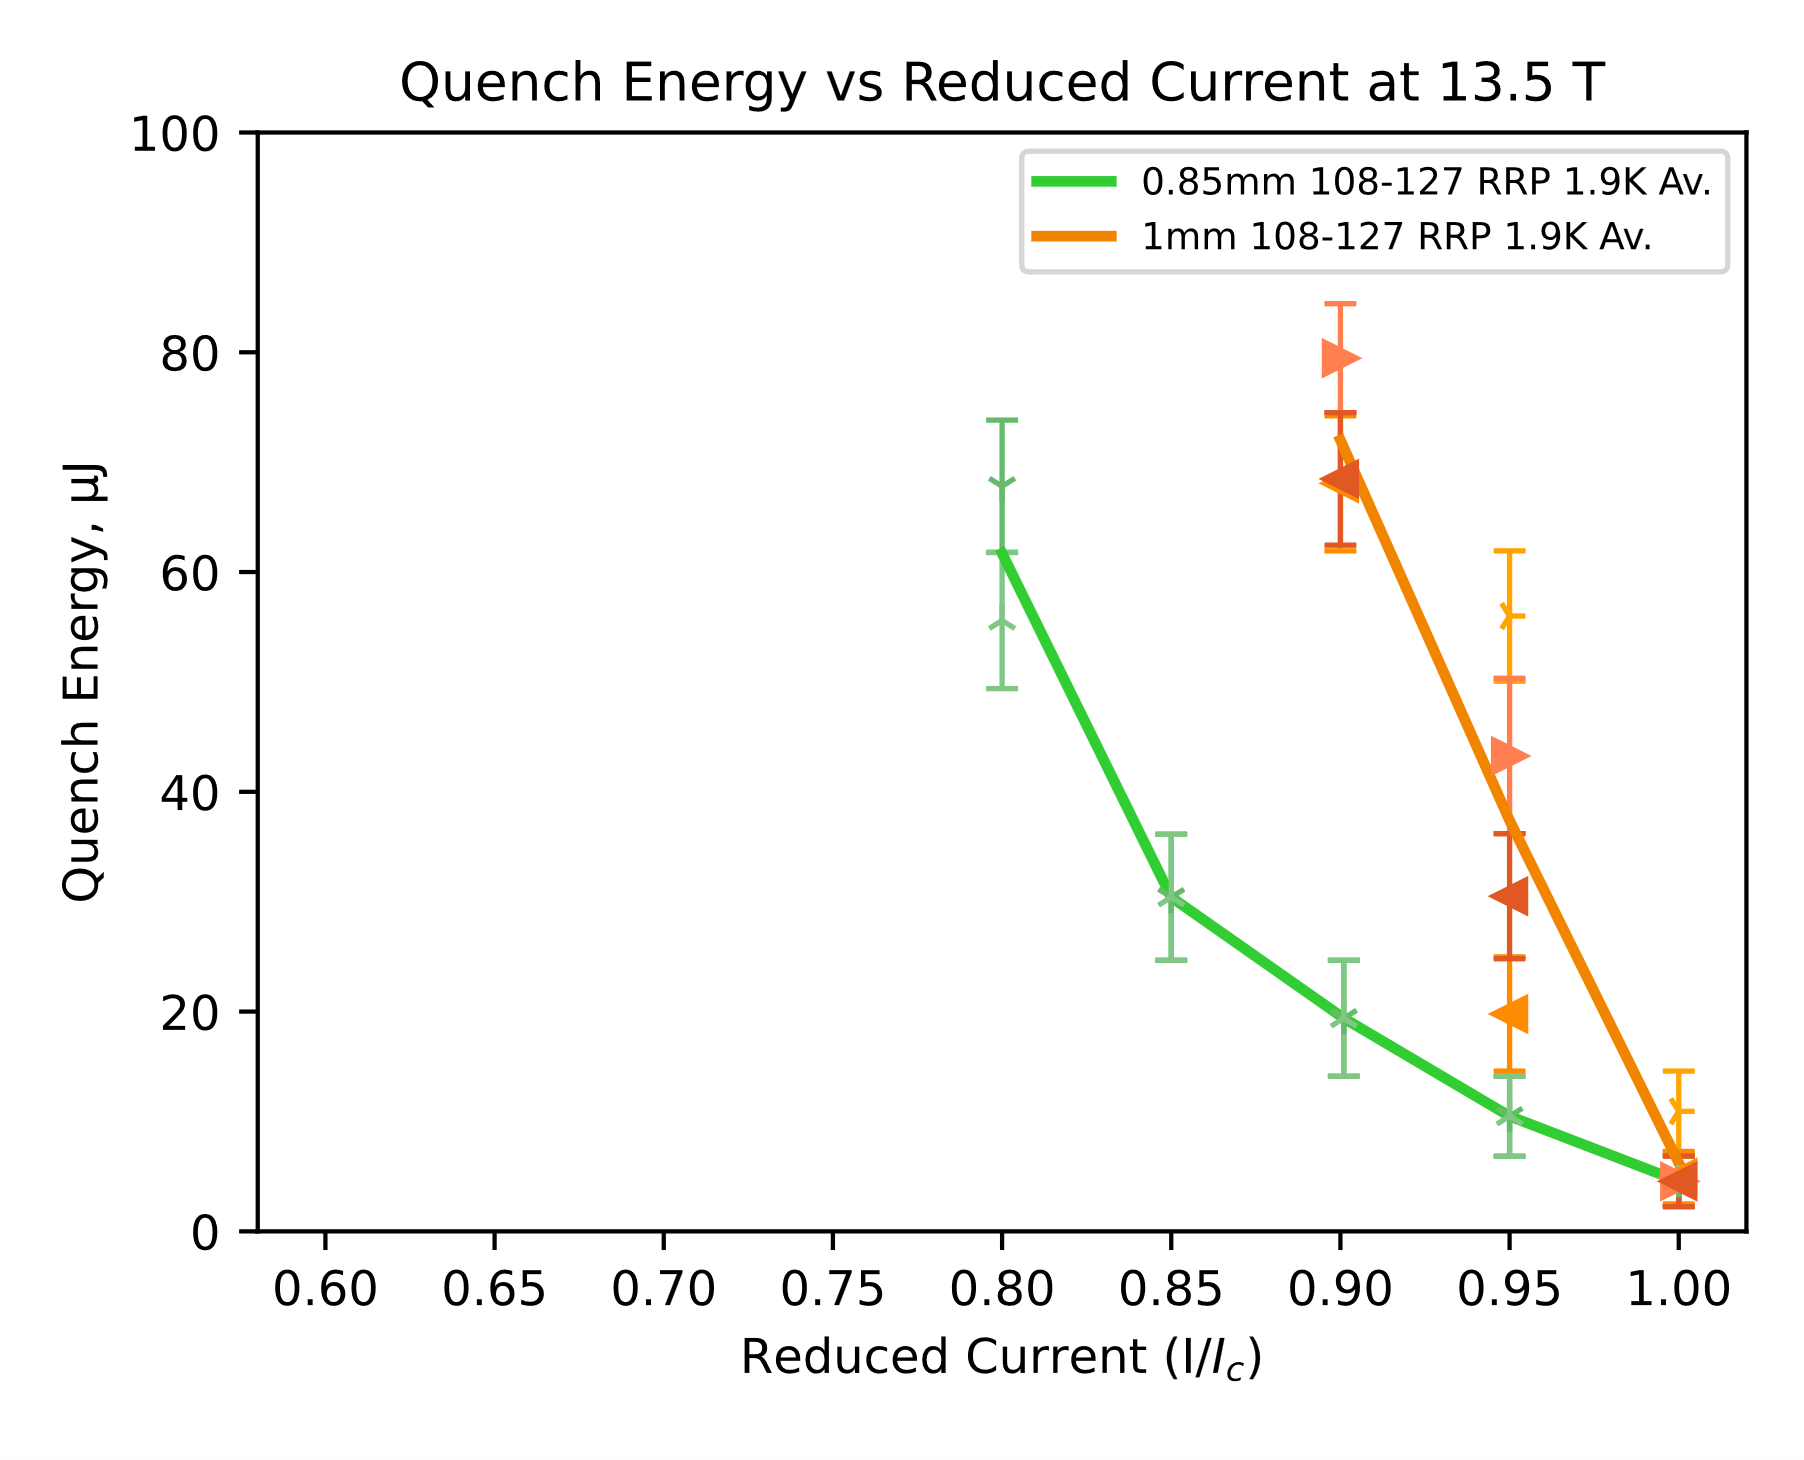 Quench Energy vs Reduced Current at 13.5 T
100
80
60
40
20
0
Quench Energy, μJ
0.85mm 108-127 RRP 1.9K Av.
1mm 108-127 RRP 1.9K Av.
0.60 0.65 0.70 0.75 0.80 0.85 0.90 0.95 1.00
Reduced Current (I/I_c)